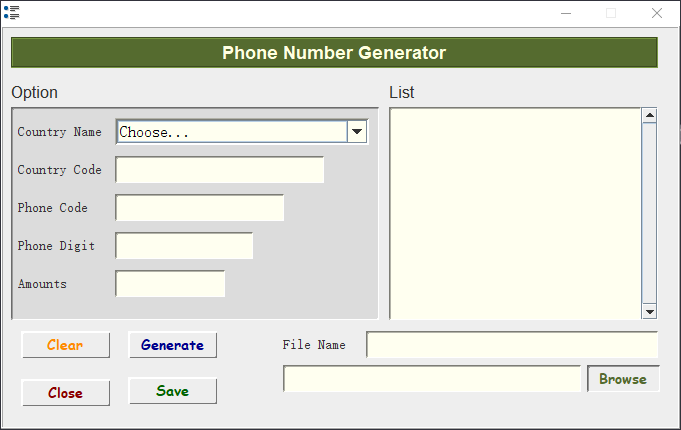 Phone Number Generator
Option
List
Country Name
Choose...
Country Code
Phone Code
Phone Digit
Amounts
Clear
Generate
File Name
Close
Save
Browse